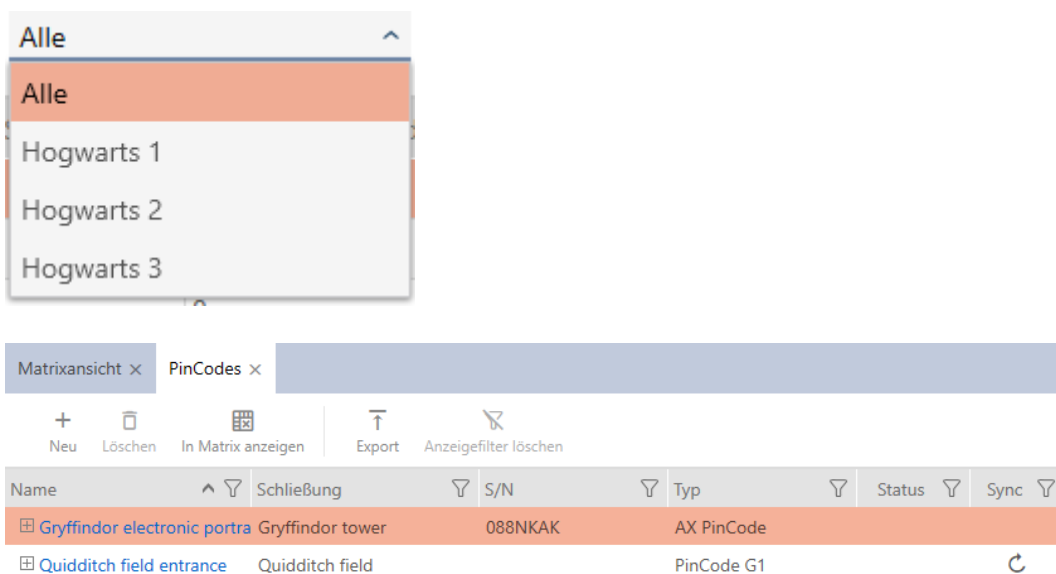 Alle
Alle
Hogwarts 1
Hogwarts 2
Hogwarts 3
Matrixansicht PinCodes
Neu Löschen In Matrix anzeigen Export Anzeigefilter löschen
Name Schließung S/N Typ Status Sync
Gryffindor electronic portra Gryffindor tower 088NKAK AX PinCode
Quidditch field entrance Quidditch field PinCode G1